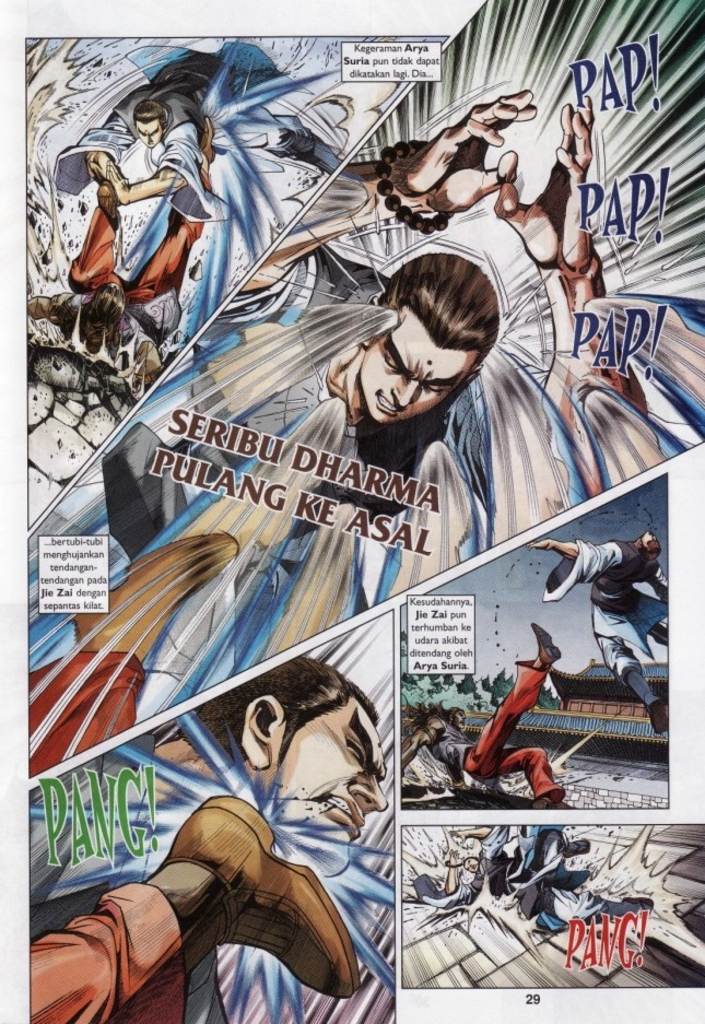 Kegeraman Arya
Suria pun tidak dapat
dikatakan lagi. Dia...
PAP!
PAP!
PAP!
SERIBU DHARMA
PULANG KE ASAL
...bertubi-tubi
menghujankan
tendangan-
tendangan pada
Jie Zai dengan
sepantas kilat.
PANG!
Kesudahannya,
Jie Zai pun
terhumban ke
udara akibat
ditendang oleh
Arya Suria.
PANG!
29